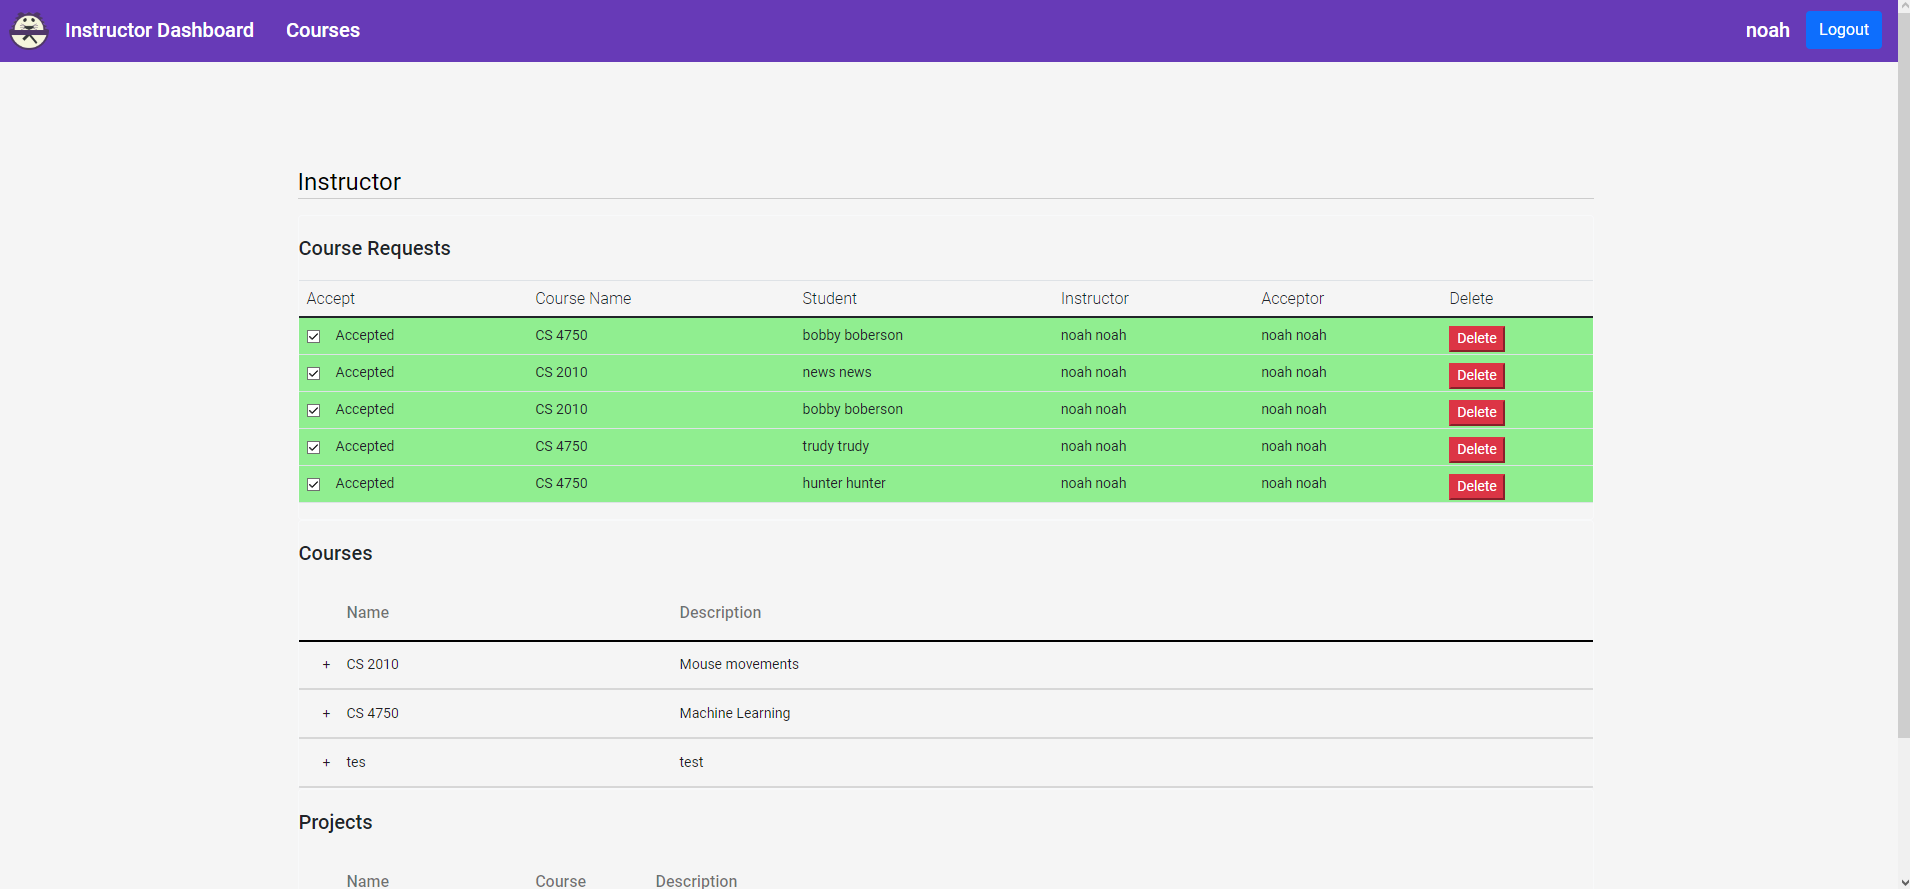 Instructor Dashboard Courses noah Logout
Instructor
Course Requests
Accept Course Name Student Instructor Acceptor Delete
Accepted CS 4750 bobby boberson noah noah noah noah Delete
Accepted CS 2010 news news noah noah noah noah Delete
Accepted CS 2010 bobby boberson noah noah noah noah Delete
Accepted CS 4750 trudy trudy noah noah noah noah Delete
Accepted CS 4750 hunter hunter noah noah noah noah Delete
Courses
Name Description
+ CS 2010 Mouse movements
+ CS 4750 Machine Learning
+ tes test
Projects
Name Course Description